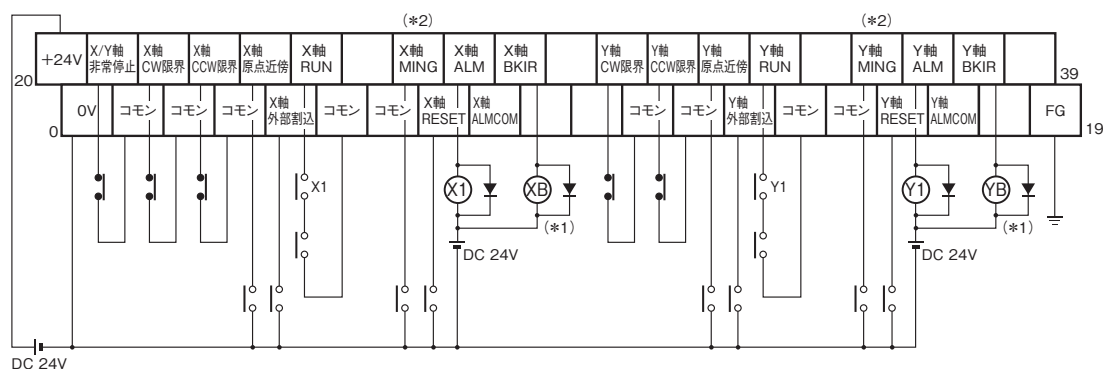 (*2) (*2)
+24V X/Y軸 非常停止 X軸 CW限界 X軸 CCW限界 X軸 原点近傍 X軸 RUN X軸 MING X軸 ALM X軸 BKIR Y軸 CW限界 Y軸 CCW限界 Y軸 原点近傍 Y軸 RUN Y軸 MING Y軸 ALM Y軸 BKIR
20 39
0V コモン コモン コモン X軸 外部割込 コモン コモン X軸 RESET X軸 ALMCOM コモン コモン Y軸 外部割込 コモン コモン Y軸 RESET Y軸 ALMCOM FG
0 19
X1 X1 XB Y1 Y1 YB
(*1) (*1)
DC 24V DC 24V
DC 24V